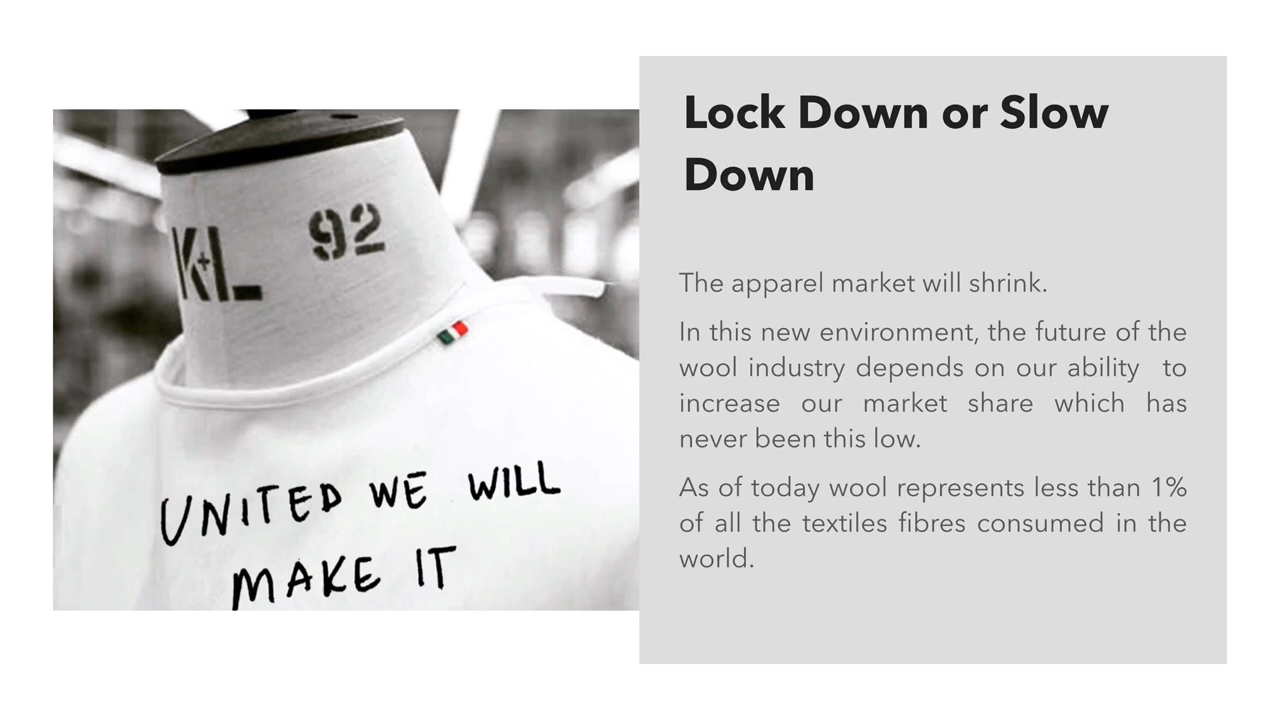 K+L 92
UNITED WE WILL
MAKE IT
Lock Down or Slow
Down
The apparel market will shrink.
In this new environment, the future of the
wool industry depends on our ability to
increase our market share which has
never been this low.
As of today wool represents less than 1%
of all the textiles fibres consumed in the
world.